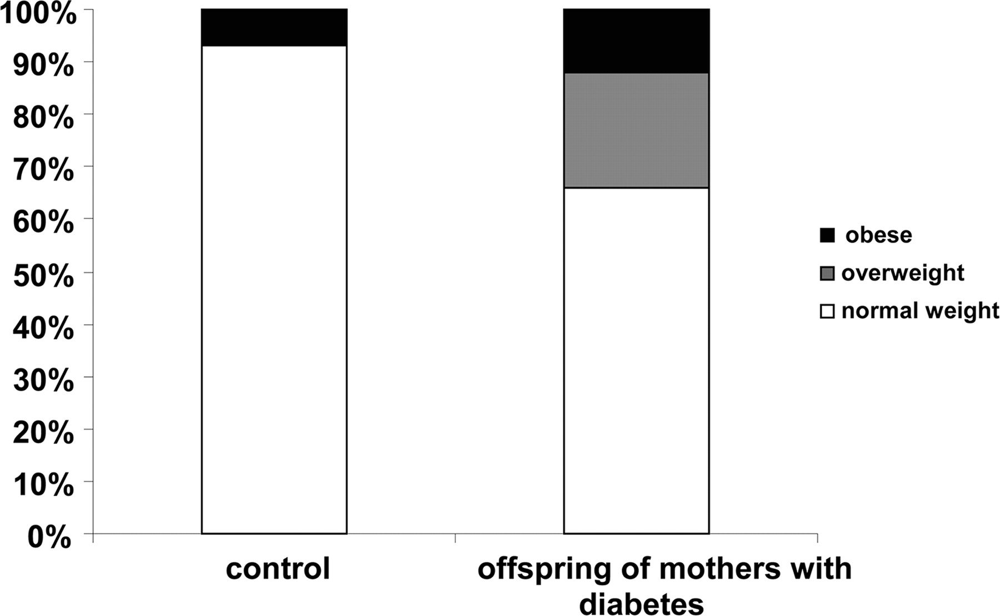 100%
90%
80%
70%
60%
50%
40%
30%
20%
10%
0%
control
offspring of mothers with
diabetes
obese
overweight
normal weight